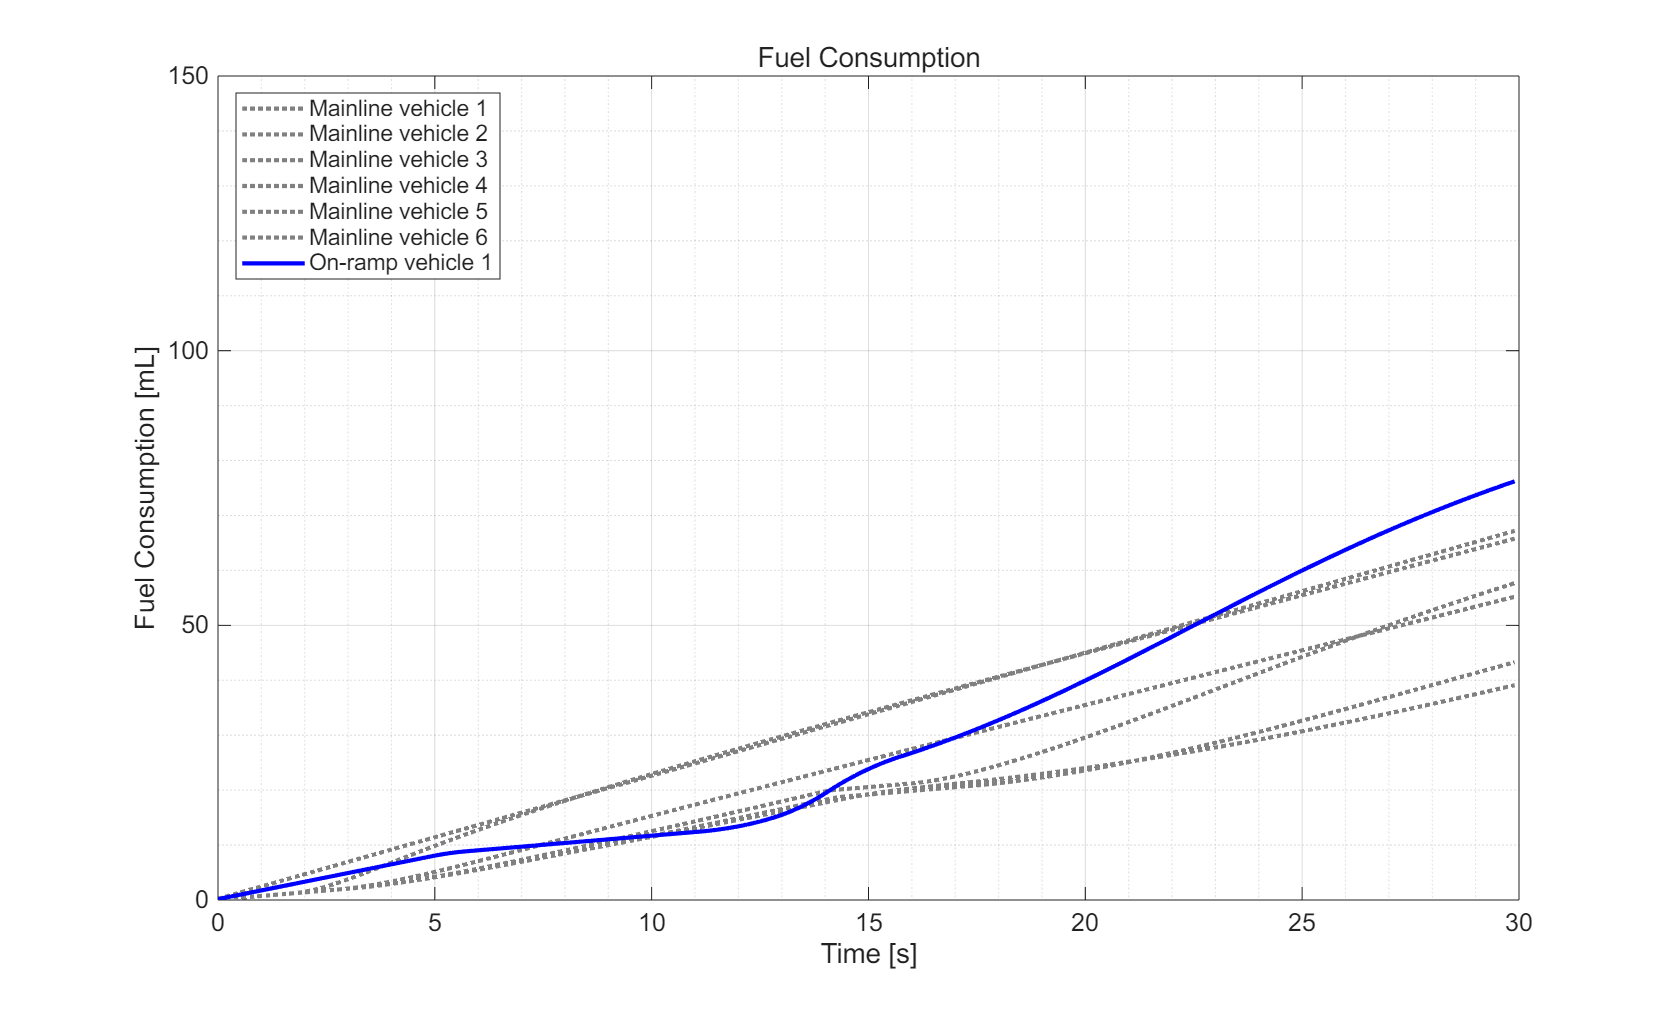 Fuel Consumption
150
100
50
0
Fuel Consumption [mL]
Mainline vehicle 1
Mainline vehicle 2
Mainline vehicle 3
Mainline vehicle 4
Mainline vehicle 5
Mainline vehicle 6
On-ramp vehicle 1
0 5 10 15 20 25 30
Time [s]